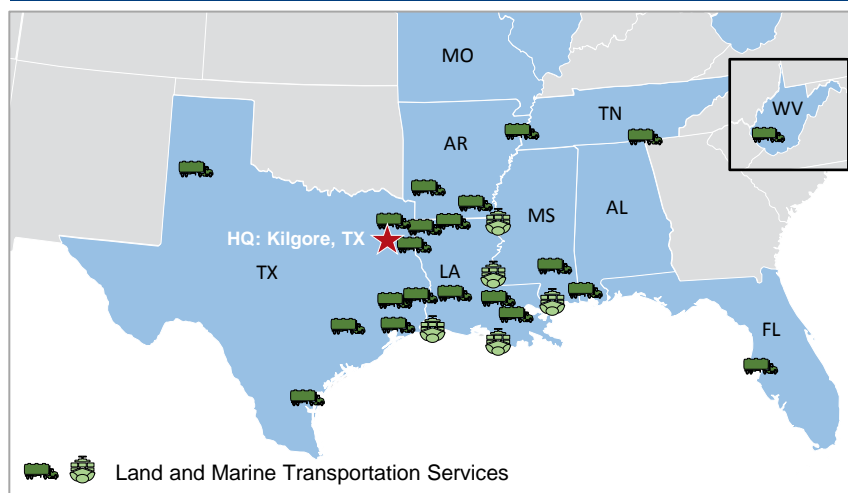 MO
WV
TN
AR
MS
AL
HQ: Kilgore, TX
TX
LA
FL
Land and Marine Transportation Services